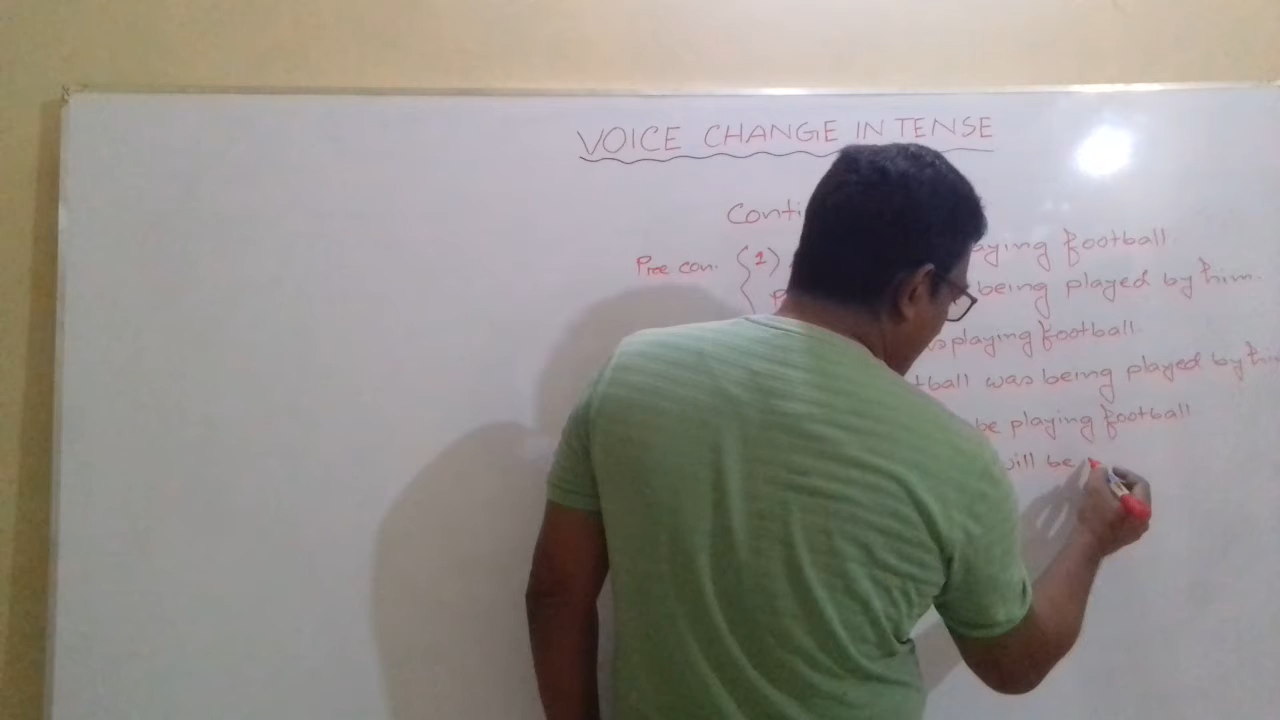 VOICE CHANGE IN TENSE
Conti
Pre con. { 1) aying football
being played by him.
playing football
tball was being played by him
be playing football
will be